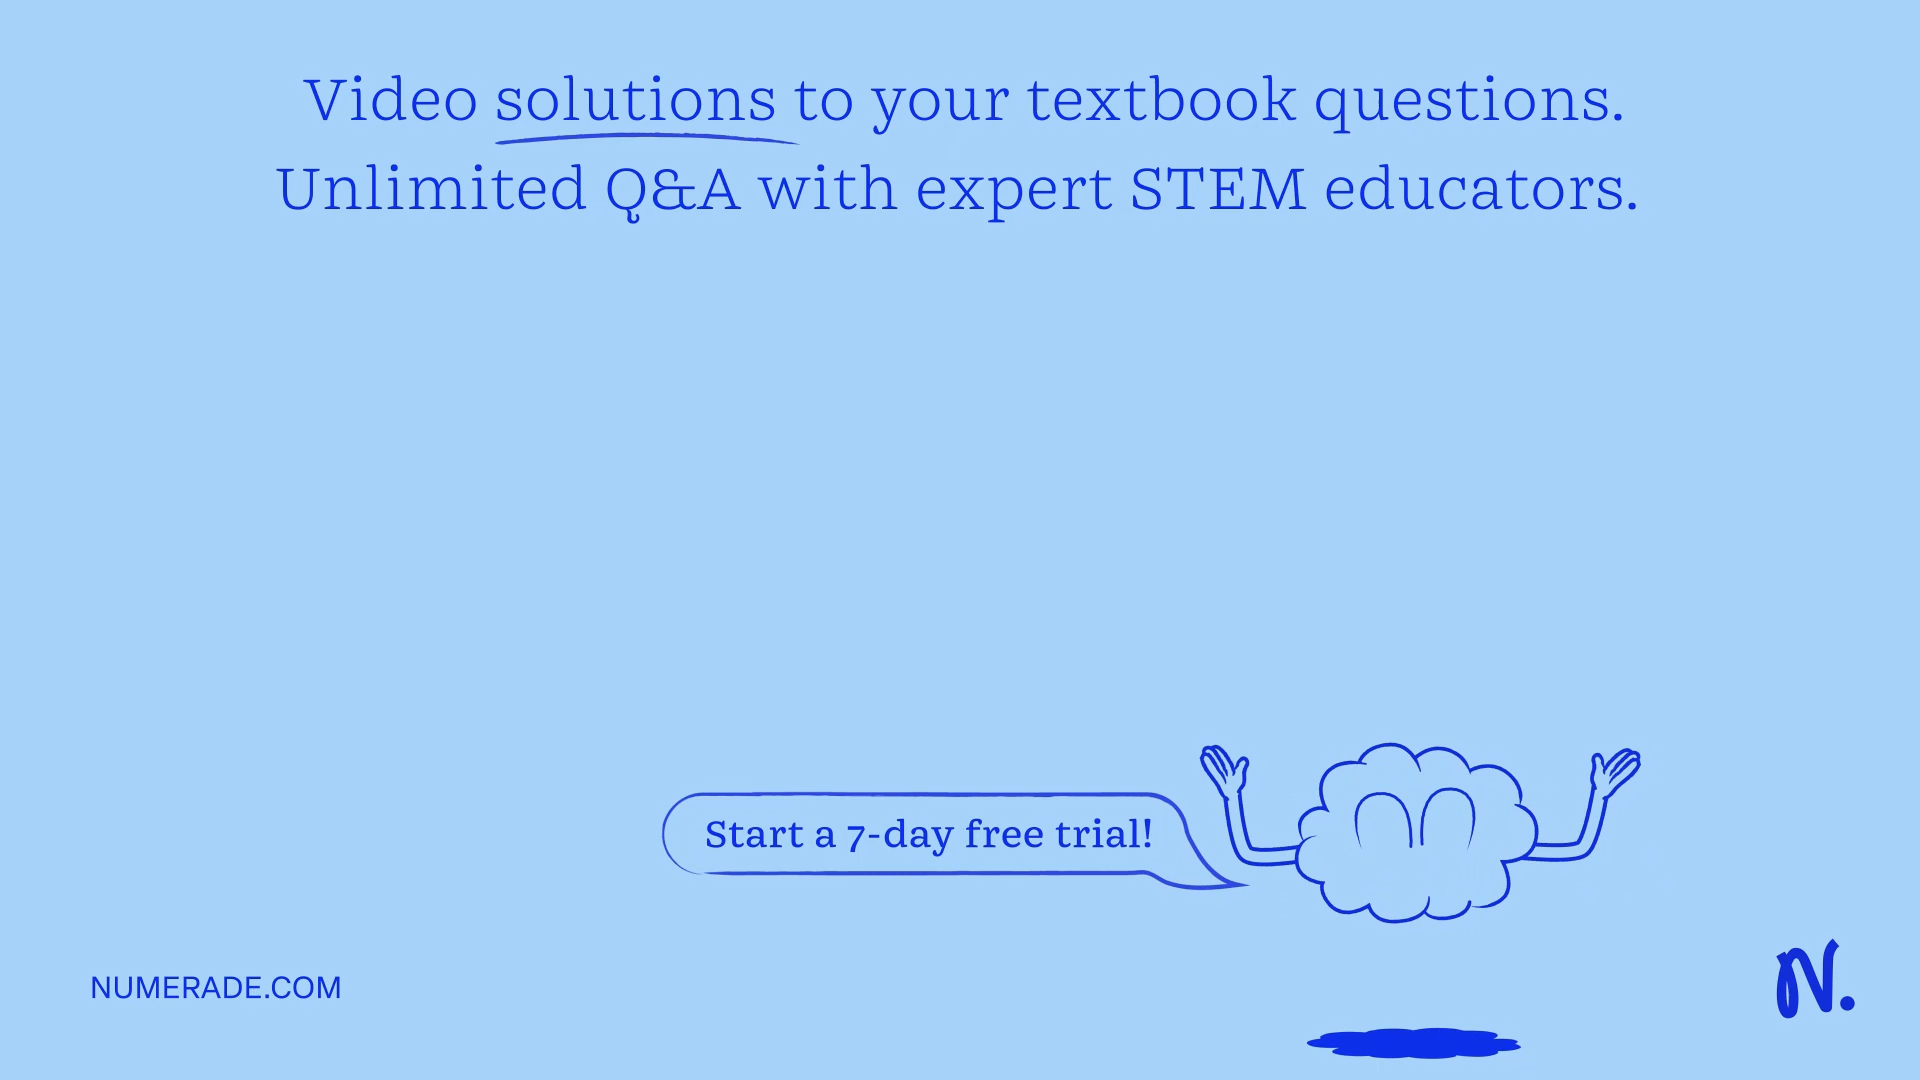 Video solutions to your textbook questions.
Unlimited Q&A with expert STEM educators.
Start a 7-day free trial!
NUMERADE.COM
N.